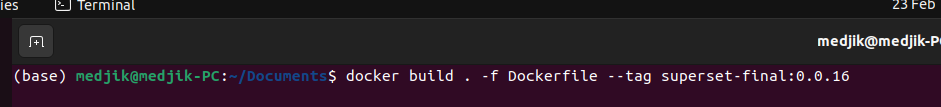 ies Terminal 23 Feb
medjik@medjik-P
(base) medjik@medjik-PC:~/Documents$ docker build . -f Dockerfile --tag superset-final:0.0.16